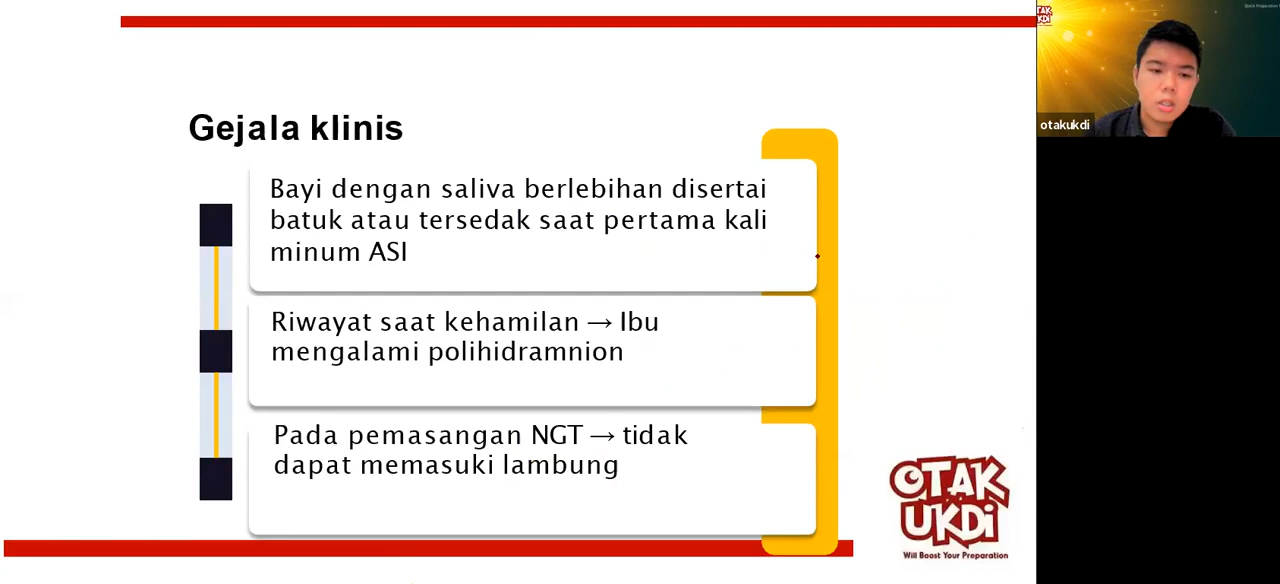 Gejala klinis
Bayi dengan saliva berlebihan disertai
batuk atau tersedak saat pertama kali
minum ASI
Riwayat saat kehamilan → Ibu
mengalami polihidramnion
Pada pemasangan NGT → tidak
dapat memasuki lambung
OTAK
UKDi
Will Boost Your Preparation
otakukdi